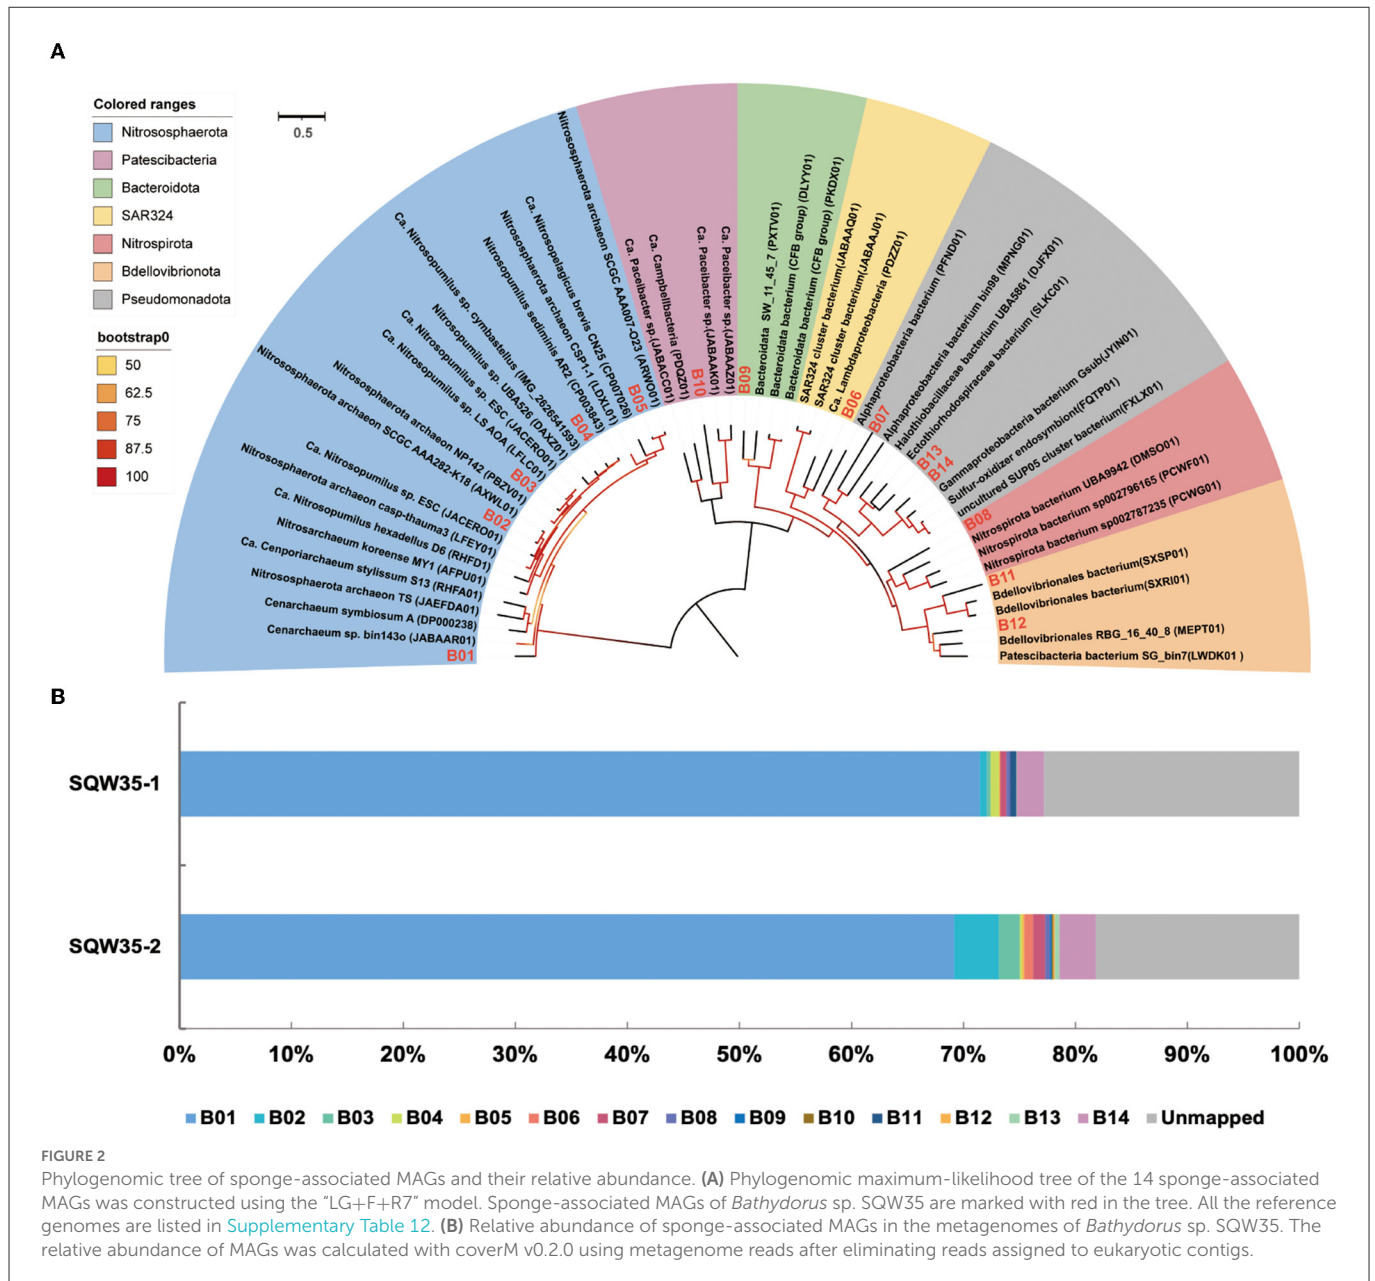 A
Colored ranges
Nitrososphaerota
Patescibacteria
Bacteroidota
SAR324
Nitrospirota
Bdellovibrionota
Pseudomonadota
bootstrap0
50
62.5
75
87.5
100
0.5
B01
Cenarchaeum sp. bin143o (JABAAR01)
Cenarchaeum symbiosum A (DP000238)
Nitrososphaerota archaeon TS (JAEFDA01)
Ca. Cenporiarchaeum stylissum S13 (RHFA01)
Nitrosarchaeum koreense MY1 (AFPU01)
Ca. Nitrosopumilus hexadellus D6 (RHFD1)
Nitrososphaerota archaeon casp-thauma3 (LFEY01)
Ca. Nitrosopumilus sp. ESC (JACERO01)
B02
Nitrososphaerota archaeon SCGC AAA282-K18 (AXWL01)
Nitrososphaerota archaeon NP142 (PBZV01)
B03
Ca. Nitrosopumilus sp. LS AOA (LFLC01)
Ca. Nitrosopumilus sp. ESC (JACERO01)
Nitrosopumilus sp. UBA526 (DAXZ01)
Ca. Nitrosopumilus sp. cymbastellus (IMG_2626541593)
B04
Nitrosopumilus sediminis AR2 (CP003843)
Nitrososphaerota archaeon CSP1-1 (LDXL01)
Ca. Nitrosopelagicus brevis CN25 (CP007026)
B05
Nitrososphaerota archaeon SCGC AAA007-O23 (ARWO01)
Ca. Paceibacter sp.(JABACC01)
Ca. Campbellbacteria (PDQZ01)
B10
Ca. Paceibacter sp.(JABAAK01)
Ca. Paceibacter sp.(JABAAZ01)
B09
Bacteroidata SW_11_45_7 (PXTV01)
Bacteroidata bacterium (CFB group) (DLYY01)
Bacteroidata bacterium (CFB group) (PKDX01)
SAR324 cluster bacterium(JABAAQ01)
SAR324 cluster bacterium(JABAAJ01)
Ca. Lambdaproteobacteria (PDZZ01)
B06
Alphaproteobacteria bacterium (PFND01)
B07
Alphaproteobacteria bacterium bin98 (MPNG01)
Halothiobacillaceae bacterium UBA5861 (DJFX01)
Ectothiorhodospiraceae bacterium (SLKC01)
B13
B14
Gammaproteobacteria bacterium Gsub(JYIN01)
Sulfur-oxidizer endosymbiont(FQTP01)
uncultured SUP05 cluster bacterium(FXLX01)
B08
Nitrospirota bacterium UBA9942 (DMSO01)
Nitrospirota bacterium sp002796165 (PCWF01)
Nitrospirota bacterium sp002787235 (PCWG01)
B11
Bdellovibrionales bacterium(SXSP01)
Bdellovibrionales bacterium(SXRI01)
B12
Bdellovibrionales RBG_16_40_8 (MEPT01)
Patescibacteria bacterium SG_bin7(LWDK01 )
B
SQW35-1
SQW35-2
0% 10% 20% 30% 40% 50% 60% 70% 80% 90% 100%
B01 B02 B03 B04 B05 B06 B07 B08 B09 B10 B11 B12 B13 B14 Unmapped
FIGURE 2
Phylogenomic tree of sponge-associated MAGs and their relative abundance. (A) Phylogenomic maximum-likelihood tree of the 14 sponge-associated
MAGs was constructed using the “LG+F+R7” model. Sponge-associated MAGs of Bathydorus sp. SQW35 are marked with red in the tree. All the reference
genomes are listed in Supplementary Table 12. (B) Relative abundance of sponge-associated MAGs in the metagenomes of Bathydorus sp. SQW35. The
relative abundance of MAGs was calculated with coverM v0.2.0 using metagenome reads after eliminating reads assigned to eukaryotic contigs.